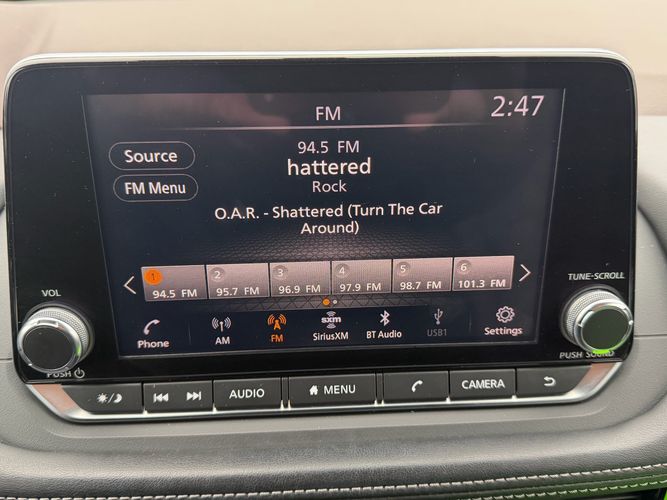 FM
2:47
94.5 FM
Source
hattered
FM Menu
Rock
O.A.R. - Shattered (Turn The Car
Around)
1 2 3 4 5 6
94.5 FM 95.7 FM 96.9 FM 97.9 FM 98.7 FM 101.3 FM
VOL
TUNE-SCROLL
Phone AM FM sxm SiriusXM BT Audio USB1 Settings
PUSH
PUSH SOUND
AUDIO MENU CAMERA